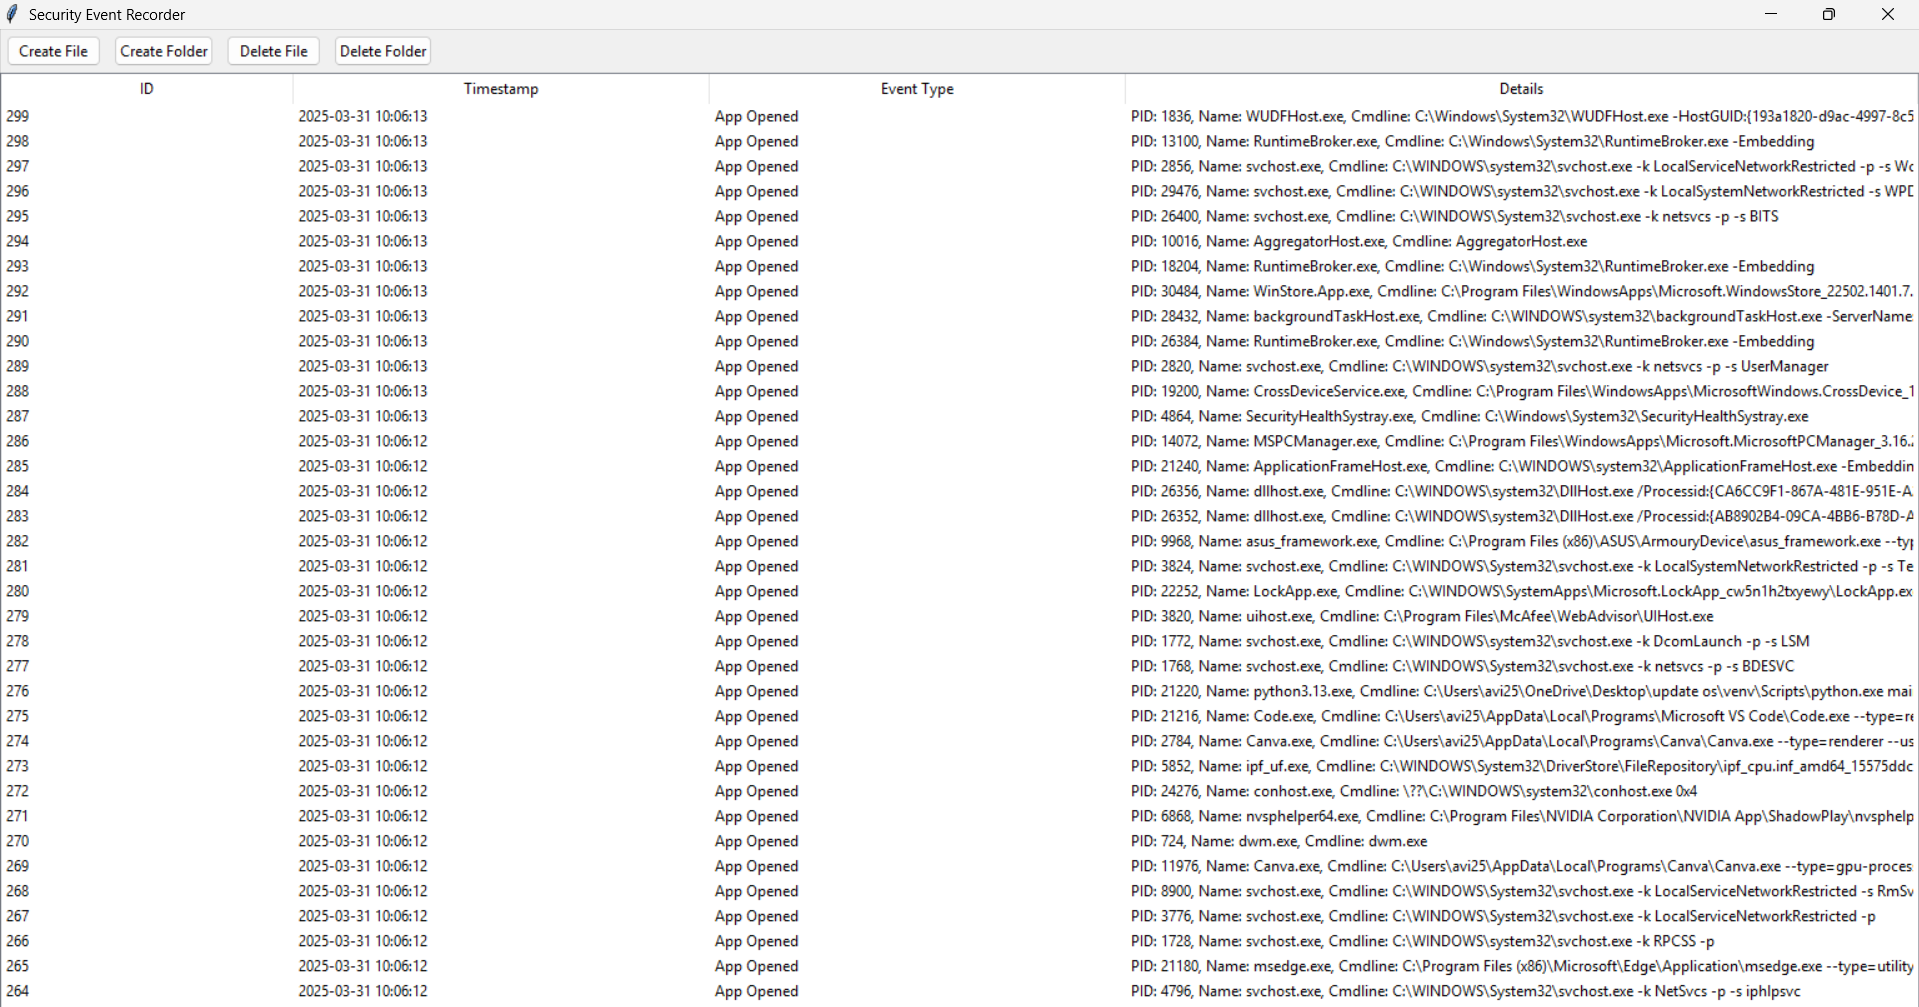 Security Event Recorder
Create File Create Folder Delete File Delete Folder
ID Timestamp Event Type Details
299 2025-03-31 10:06:13 App Opened PID: 1836, Name: WUDFHost.exe, Cmdline: C:\Windows\System32\WUDFHost.exe -HostGUID:{193a1820-d9ac-4997-8c5
298 2025-03-31 10:06:13 App Opened PID: 13100, Name: RuntimeBroker.exe, Cmdline: C:\Windows\System32\RuntimeBroker.exe -Embedding
297 2025-03-31 10:06:13 App Opened PID: 2856, Name: svchost.exe, Cmdline: C:\WINDOWS\system32\svchost.exe -k LocalServiceNetworkRestricted -p -s Wc
296 2025-03-31 10:06:13 App Opened PID: 29476, Name: svchost.exe, Cmdline: C:\WINDOWS\system32\svchost.exe -k LocalSystemNetworkRestricted -s WPD
295 2025-03-31 10:06:13 App Opened PID: 26400, Name: svchost.exe, Cmdline: C:\WINDOWS\System32\svchost.exe -k netsvcs -p -s BITS
294 2025-03-31 10:06:13 App Opened PID: 10016, Name: AggregatorHost.exe, Cmdline: AggregatorHost.exe
293 2025-03-31 10:06:13 App Opened PID: 18204, Name: RuntimeBroker.exe, Cmdline: C:\Windows\System32\RuntimeBroker.exe -Embedding
292 2025-03-31 10:06:13 App Opened PID: 30484, Name: WinStore.App.exe, Cmdline: C:\Program Files\WindowsApps\Microsoft.WindowsStore_22502.1401.7.
291 2025-03-31 10:06:13 App Opened PID: 28432, Name: backgroundTaskHost.exe, Cmdline: C:\WINDOWS\system32\backgroundTaskHost.exe -ServerName:
290 2025-03-31 10:06:13 App Opened PID: 26384, Name: RuntimeBroker.exe, Cmdline: C:\Windows\System32\RuntimeBroker.exe -Embedding
289 2025-03-31 10:06:13 App Opened PID: 2820, Name: svchost.exe, Cmdline: C:\WINDOWS\system32\svchost.exe -k netsvcs -p -s UserManager
288 2025-03-31 10:06:13 App Opened PID: 19200, Name: CrossDeviceService.exe, Cmdline: C:\Program Files\WindowsApps\MicrosoftWindows.CrossDevice_1
287 2025-03-31 10:06:13 App Opened PID: 4864, Name: SecurityHealthSystray.exe, Cmdline: C:\Windows\System32\SecurityHealthSystray.exe
286 2025-03-31 10:06:12 App Opened PID: 14072, Name: MSPCManager.exe, Cmdline: C:\Program Files\WindowsApps\Microsoft.MicrosoftPCManager_3.16.
285 2025-03-31 10:06:12 App Opened PID: 21240, Name: ApplicationFrameHost.exe, Cmdline: C:\WINDOWS\system32\ApplicationFrameHost.exe -Embeddin
284 2025-03-31 10:06:12 App Opened PID: 26356, Name: dllhost.exe, Cmdline: C:\WINDOWS\system32\DllHost.exe /Processid:{CA6CC9F1-867A-481E-951E-A
283 2025-03-31 10:06:12 App Opened PID: 26352, Name: dllhost.exe, Cmdline: C:\WINDOWS\system32\DllHost.exe /Processid:{AB8902B4-09CA-4BB6-B78D-A
282 2025-03-31 10:06:12 App Opened PID: 9968, Name: asus_framework.exe, Cmdline: C:\Program Files (x86)\ASUS\ArmouryDevice\asus_framework.exe --typ
281 2025-03-31 10:06:12 App Opened PID: 3824, Name: svchost.exe, Cmdline: C:\WINDOWS\System32\svchost.exe -k LocalSystemNetworkRestricted -p -s Te
280 2025-03-31 10:06:12 App Opened PID: 22252, Name: LockApp.exe, Cmdline: C:\WINDOWS\SystemApps\Microsoft.LockApp_cw5n1h2txyewy\LockApp.ex
279 2025-03-31 10:06:12 App Opened PID: 3820, Name: uihost.exe, Cmdline: C:\Program Files\McAfee\WebAdvisor\UIHost.exe
278 2025-03-31 10:06:12 App Opened PID: 1772, Name: svchost.exe, Cmdline: C:\WINDOWS\system32\svchost.exe -k DcomLaunch -p -s LSM
277 2025-03-31 10:06:12 App Opened PID: 1768, Name: svchost.exe, Cmdline: C:\WINDOWS\System32\svchost.exe -k netsvcs -p -s BDESVC
276 2025-03-31 10:06:12 App Opened PID: 21220, Name: python3.13.exe, Cmdline: C:\Users\avi25\OneDrive\Desktop\update os\venv\Scripts\python.exe mai
275 2025-03-31 10:06:12 App Opened PID: 21216, Name: Code.exe, Cmdline: C:\Users\avi25\AppData\Local\Programs\Microsoft VS Code\Code.exe --type=re
274 2025-03-31 10:06:12 App Opened PID: 2784, Name: Canva.exe, Cmdline: C:\Users\avi25\AppData\Local\Programs\Canva\Canva.exe --type=renderer --us
273 2025-03-31 10:06:12 App Opened PID: 5852, Name: ipf_uf.exe, Cmdline: C:\WINDOWS\System32\DriverStore\FileRepository\ipf_cpu.inf_amd64_15575ddc
272 2025-03-31 10:06:12 App Opened PID: 24276, Name: conhost.exe, Cmdline: \??\C:\WINDOWS\system32\conhost.exe 0x4
271 2025-03-31 10:06:12 App Opened PID: 6868, Name: nvsphelper64.exe, Cmdline: C:\Program Files\NVIDIA Corporation\NVIDIA App\ShadowPlay\nvsphelp
270 2025-03-31 10:06:12 App Opened PID: 724, Name: dwm.exe, Cmdline: dwm.exe
269 2025-03-31 10:06:12 App Opened PID: 11976, Name: Canva.exe, Cmdline: C:\Users\avi25\AppData\Local\Programs\Canva\Canva.exe --type=gpu-proces
268 2025-03-31 10:06:12 App Opened PID: 8900, Name: svchost.exe, Cmdline: C:\WINDOWS\System32\svchost.exe -k LocalServiceNetworkRestricted -s RmSv
267 2025-03-31 10:06:12 App Opened PID: 3776, Name: svchost.exe, Cmdline: C:\WINDOWS\System32\svchost.exe -k LocalServiceNetworkRestricted -p
266 2025-03-31 10:06:12 App Opened PID: 1728, Name: svchost.exe, Cmdline: C:\WINDOWS\system32\svchost.exe -k RPCSS -p
265 2025-03-31 10:06:12 App Opened PID: 21180, Name: msedge.exe, Cmdline: C:\Program Files (x86)\Microsoft\Edge\Application\msedge.exe --type=utility
264 2025-03-31 10:06:12 App Opened PID: 4796, Name: svchost.exe, Cmdline: C:\WINDOWS\System32\svchost.exe -k NetSvcs -p -s iphlpsvc